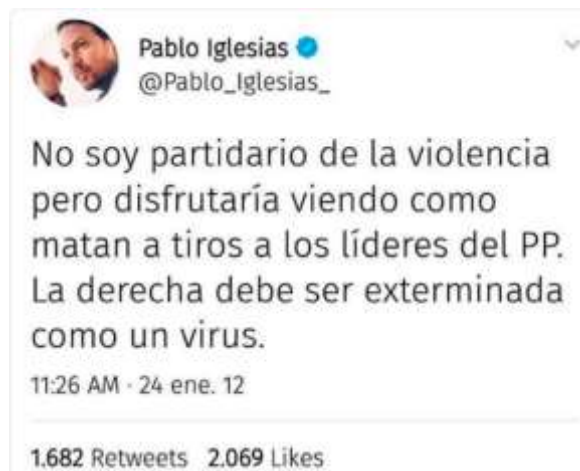 Pablo Iglesias
@Pablo_Iglesias_
No soy partidario de la violencia
pero disfrutaría viendo como
matan a tiros a los líderes del PP.
La derecha debe ser exterminada
como un virus.
11:26 AM · 24 ene. 12
1.682 Retweets 2.069 Likes